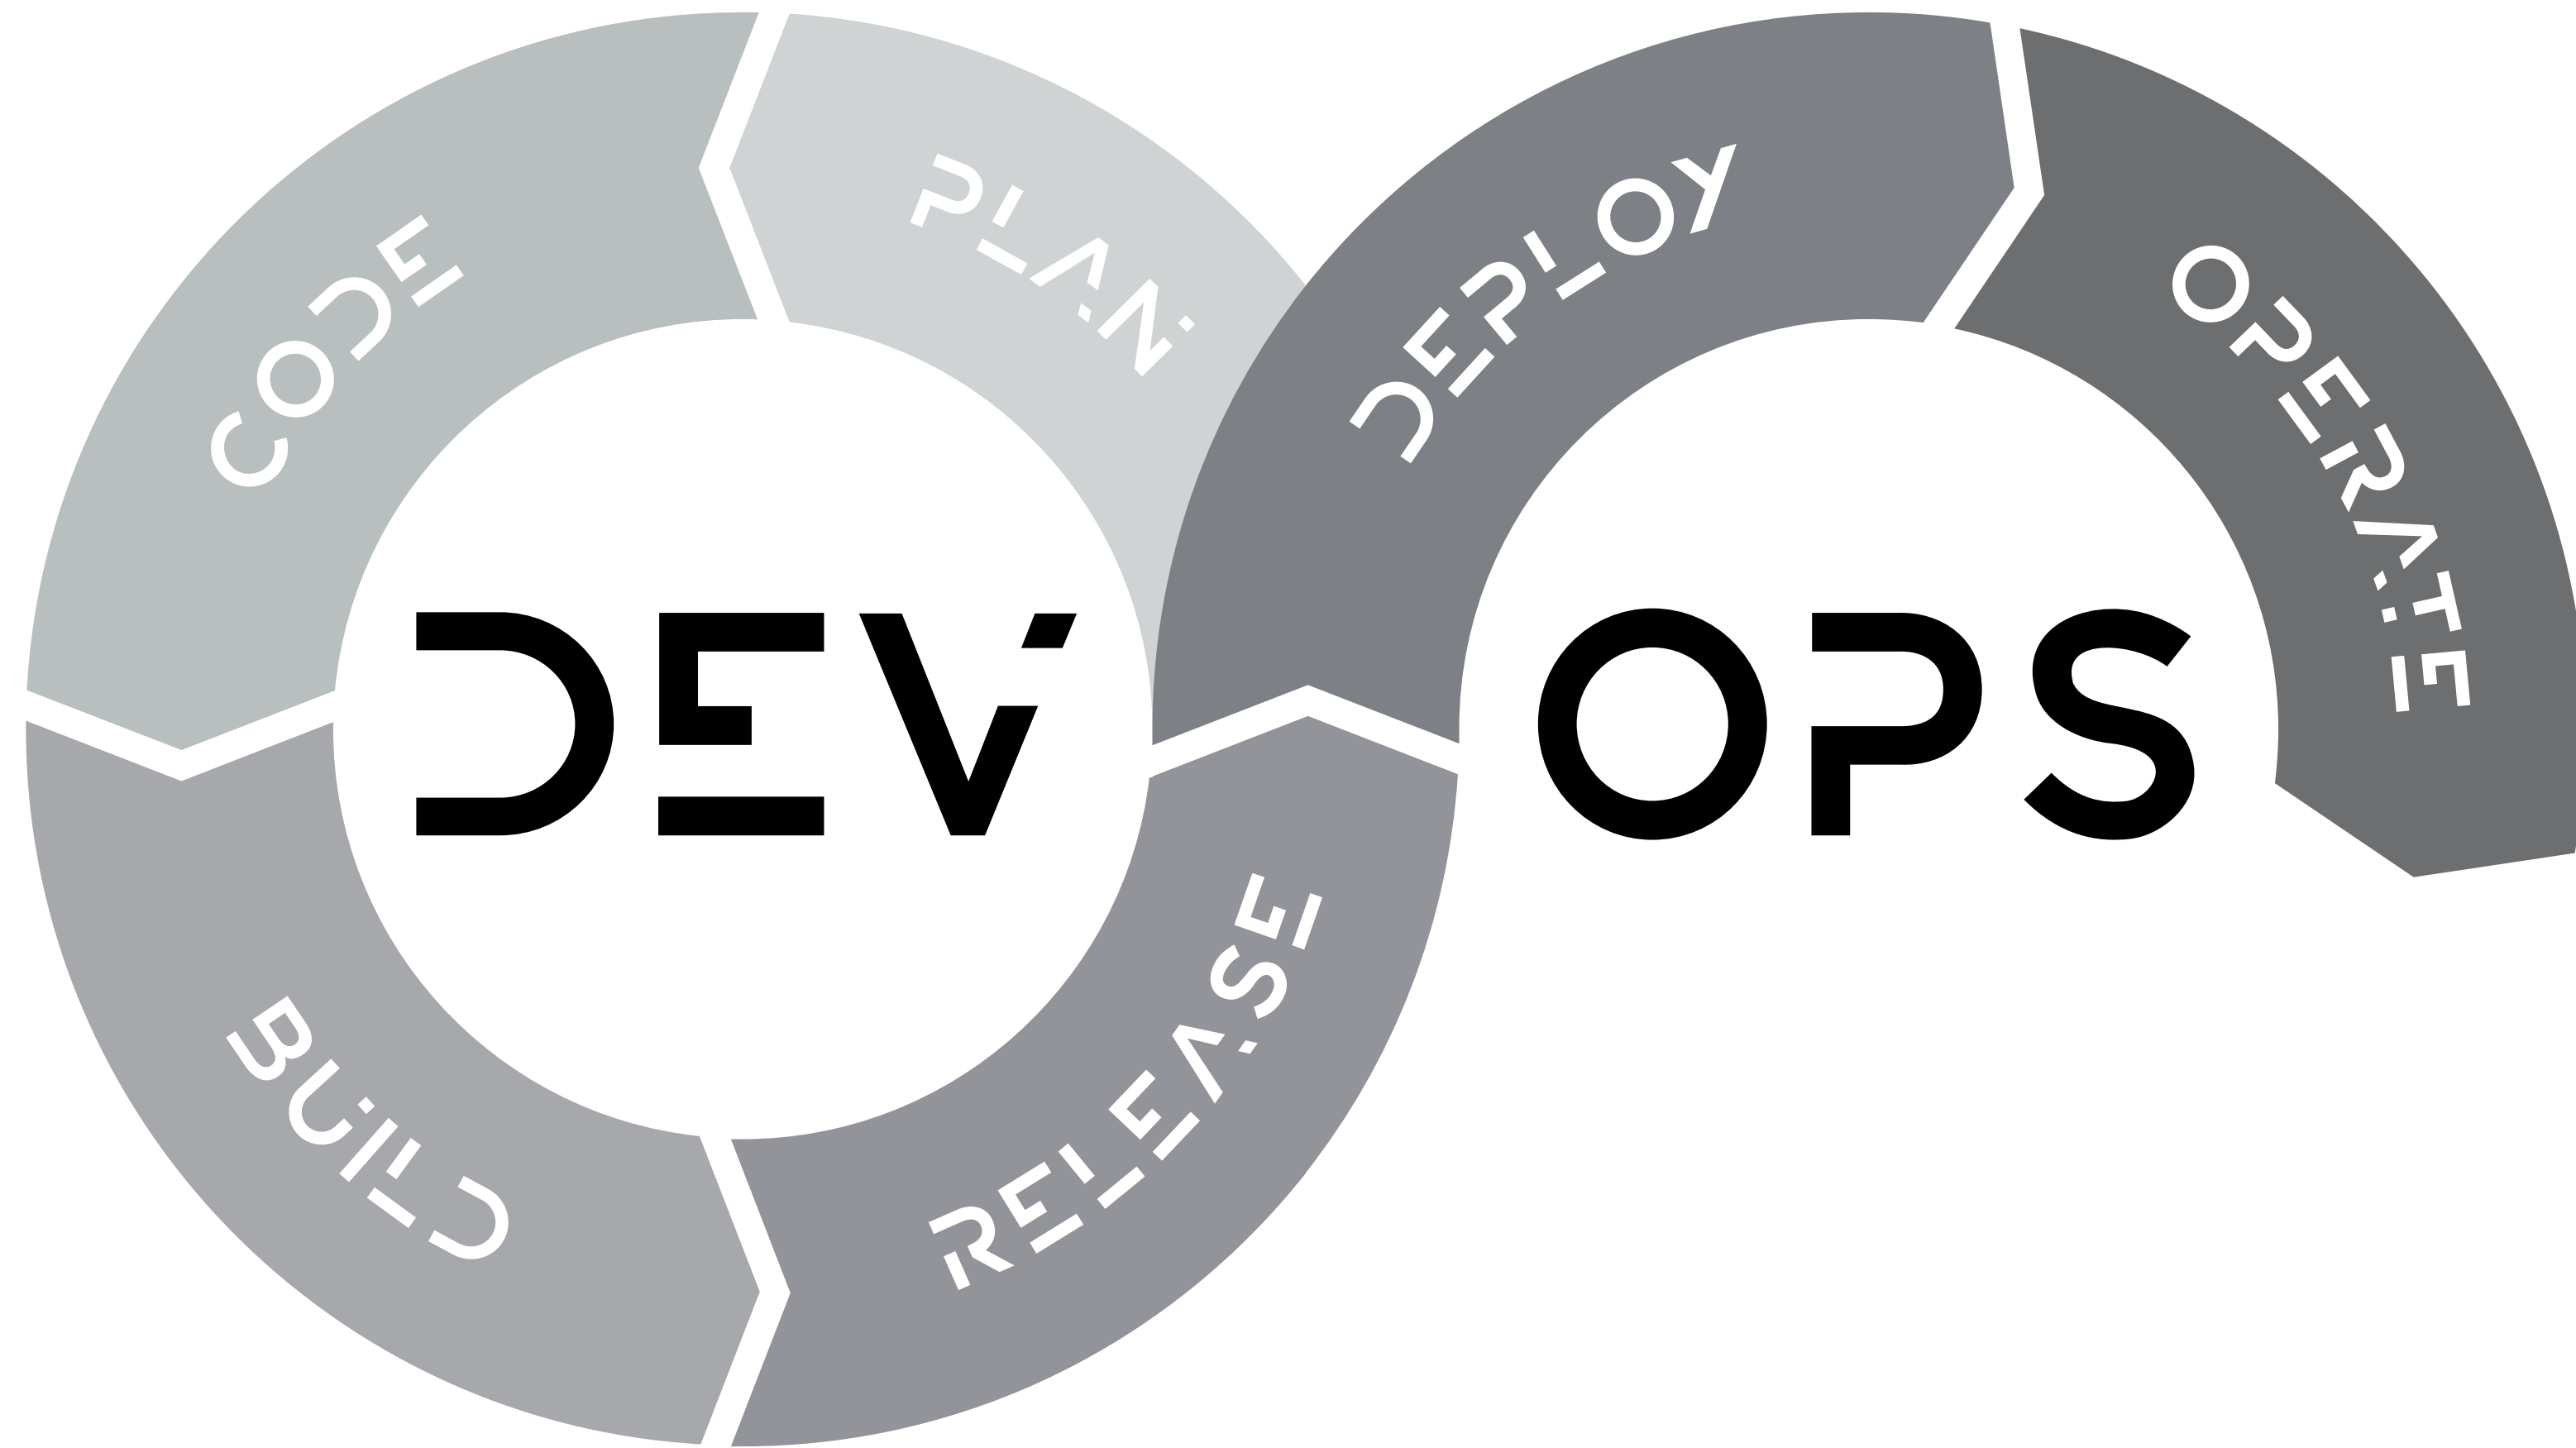 PLAN
CODE
BUILD
RELEASE
DEPLOY
OPERATE
DEV
OPS